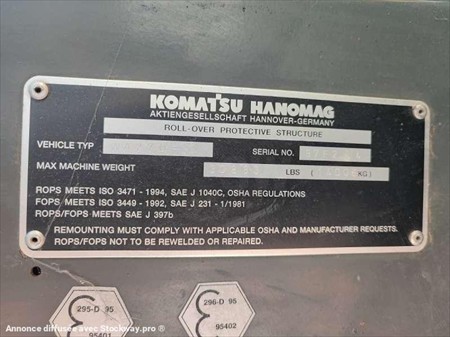 KOMATSU HANOMAG
AKTIENGESELLSCHAFT HANNOVER-GERMANY
ROLL-OVER PROTECTIVE STRUCTURE
VEHICLE TYP SERIAL NO.
MAX MACHINE WEIGHT LBS ( KG)
ROPS MEETS ISO 3471 - 1994, SAE J 1040C, OSHA REGULATIONS
FOPS MEETS ISO 3449 - 1992, SAE J 231 - 1/1981
ROPS/FOPS MEETS SAE J 397b
REMOUNTING MUST COMPLY WITH APPLICABLE OSHA AND MANUFACTURER REQUESTS.
ROPS/FOPS NOT TO BE REWELDED OR REPAIRED.
295-D 95
95401
296-D 95
95402
Annonce diffusée avec Stockway.pro ®